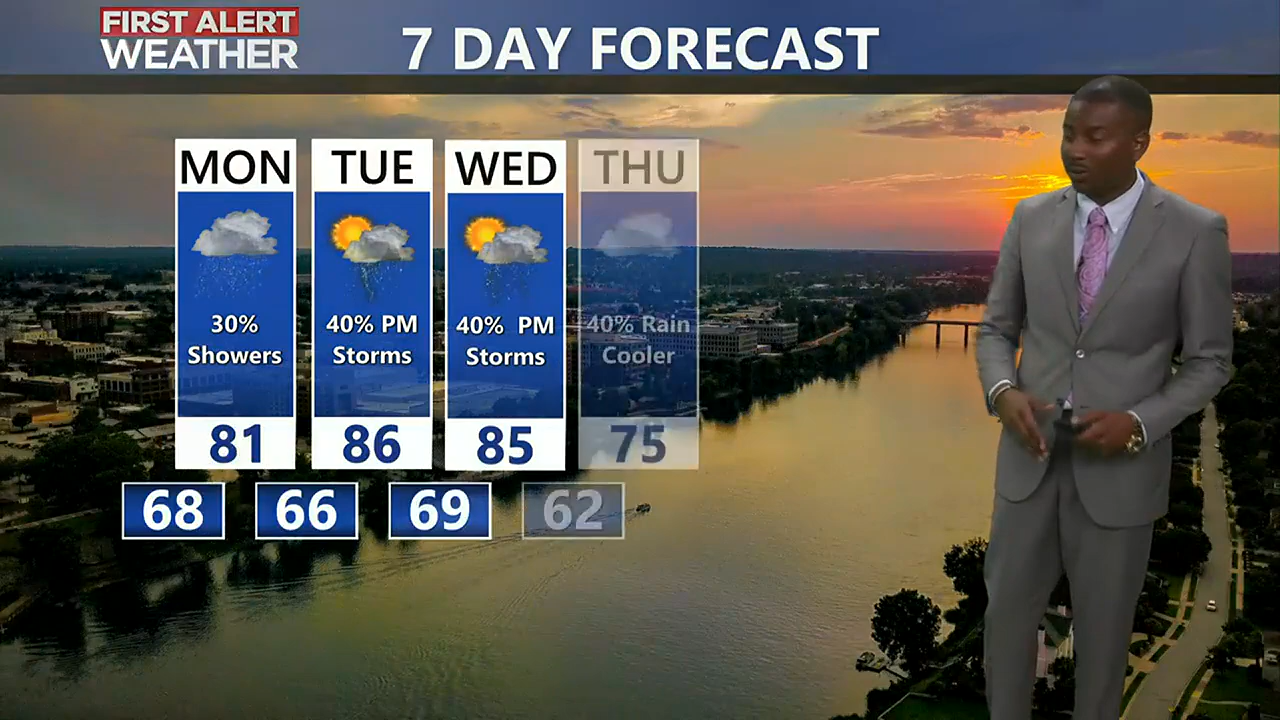 FIRST ALERT
WEATHER
7 DAY FORECAST
MON
TUE
WED
THU
30%
Showers
40% PM
Storms
40% PM
Storms
40% Rain
Cooler
81
86
85
75
68
66
69
62